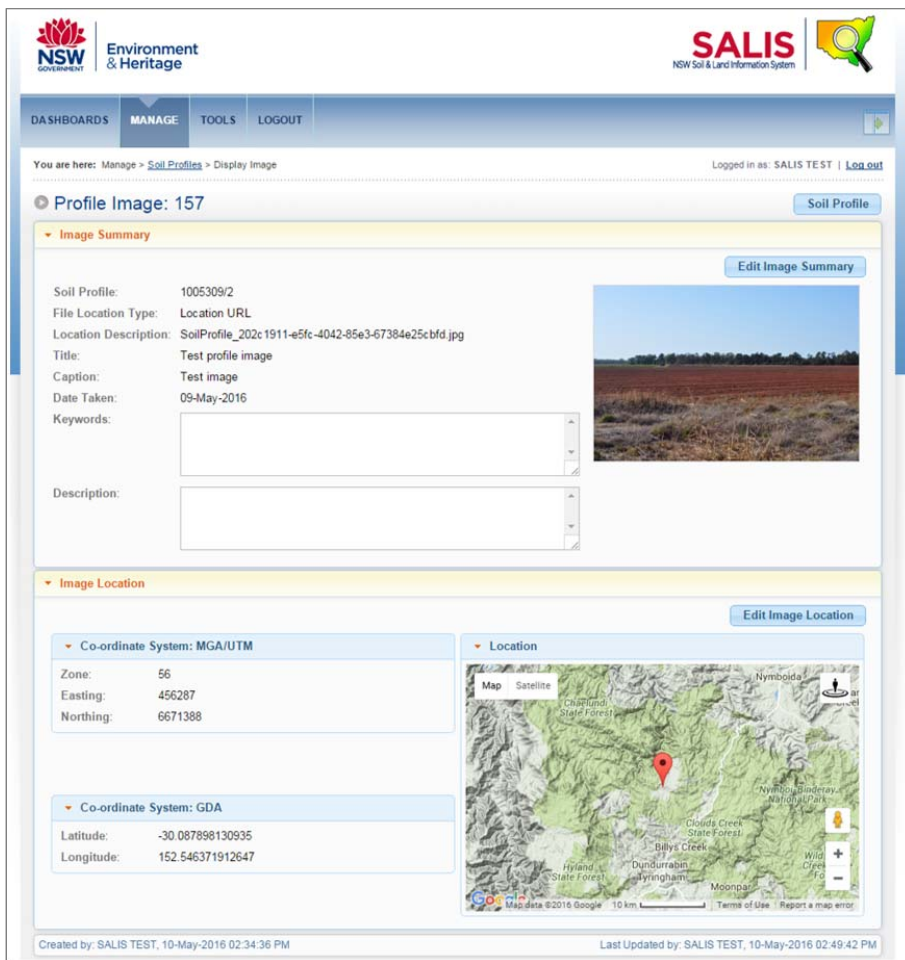 NSW
GOVERNMENT
Environment
& Heritage
SALIS
NSW Soil & Land Information System
DASHBOARDS MANAGE TOOLS LOGOUT
You are here: Manage > Soil Profiles > Display Image Logged in as: SALIS TEST | Log out
Profile Image: 157 Soil Profile
Image Summary
Edit Image Summary
Soil Profile: 1005309/2
File Location Type: Location URL
Location Description: SoilProfile_202c1911-e5fc-4042-85e3-67384e25cbfd.jpg
Title: Test profile image
Caption: Test image
Date Taken: 09-May-2016
Keywords:
Description:
Image Location
Edit Image Location
Co-ordinate System: MGA/UTM
Zone: 56
Easting: 456287
Northing: 6671388
Co-ordinate System: GDA
Latitude: -30.087898130935
Longitude: 152.546371912647
Location
Map Satellite
Nymboida
Chaelundi
State Forest
Nymboi-Binderay
National Park
Clouds Creek
State Forest
Billys Creek
Hyland
State Forest
Dundurrabin
Tyringham
Wild
Moonpar
Map data ©2016 Google 10 km Terms of Use Report a map error
Created by: SALIS TEST, 10-May-2016 02:34:36 PM Last Updated by: SALIS TEST, 10-May-2016 02:49:42 PM